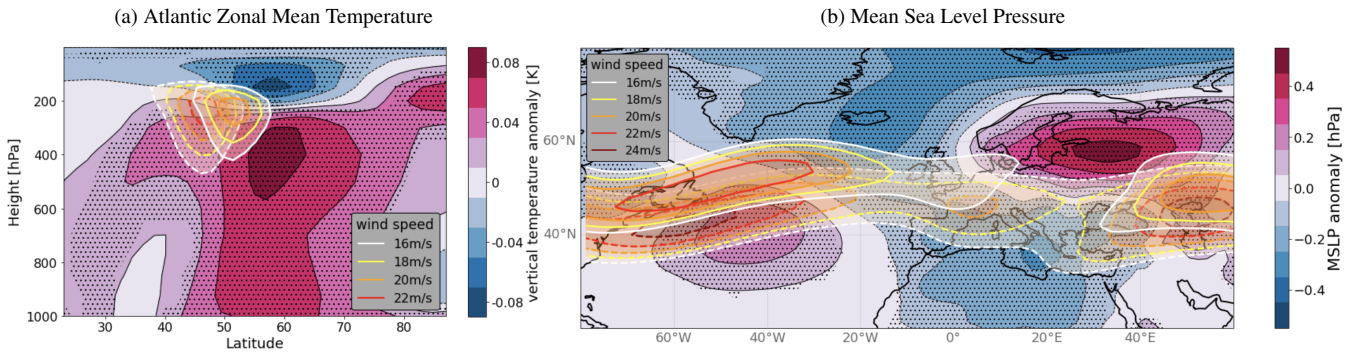 (a) Atlantic Zonal Mean Temperature
(b) Mean Sea Level Pressure
Height [hPa]
200
400
600
800
1000
30
40
50
60
70
80
Latitude
wind speed
16m/s
18m/s
20m/s
22m/s
0.08
0.04
0
-0.04
-0.08
vertical temperature anomaly [K]
wind speed
16m/s
18m/s
20m/s
22m/s
24m/s
60°N
40°N
60°W
40°W
20°W
0°
20°E
40°E
0.4
0.2
0.0
−0.2
−0.4
MSLP anomaly [hPa]